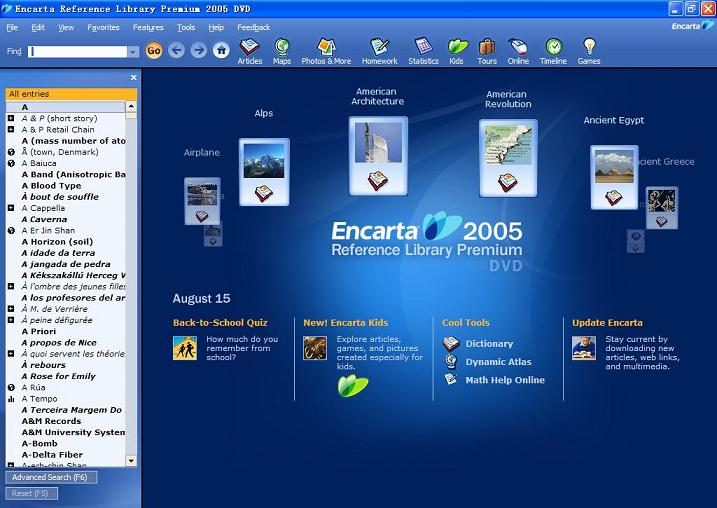 Encarta Reference Library Premium 2005 DVD
File Edit View Favorites Features Tools Help Feedback
Encarta
Find
Go
Articles Maps Photos & More Homework Statistics Kids Tours Online Timeline Games
All entries
A
A & P (short story)
A & P Retail Chain
A (mass number of ato
Å (town, Denmark)
A Baiuca
A Band (Anisotropic Ba
A Blood Type
À bout de souffle
A Cappella
A Caverna
A Er Jin Shan
A Horizon (soil)
A idade da terra
A jangada de pedra
A Kékszakállú Herceg V
À l'ombre des jeunes filles
A los profesores del ar
À M. de Verrière
À peine défigurée
A Priori
A propos de Nice
À quoi servent les théorie
À rebours
A Rose for Emily
A Rúa
A Tempo
A Terceira Margem Do
A&M Records
A&M University System
A-Bomb
A-Delta Fiber
A-erh-chin Shan
Advanced Search (F6)
Reset (F5)
Airplane
Alps
American
Architecture
American
Revolution
Ancient Egypt
ncient Greece
Encarta 2005
Reference Library Premium
DVD
August 15
Back-to-School Quiz
How much do you
remember from
school?
New! Encarta Kids
Explore articles,
games, and pictures
created especially for
kids.
Cool Tools
Dictionary
Dynamic Atlas
Math Help Online
Update Encarta
Stay current by
downloading new
articles, web links,
and multimedia.